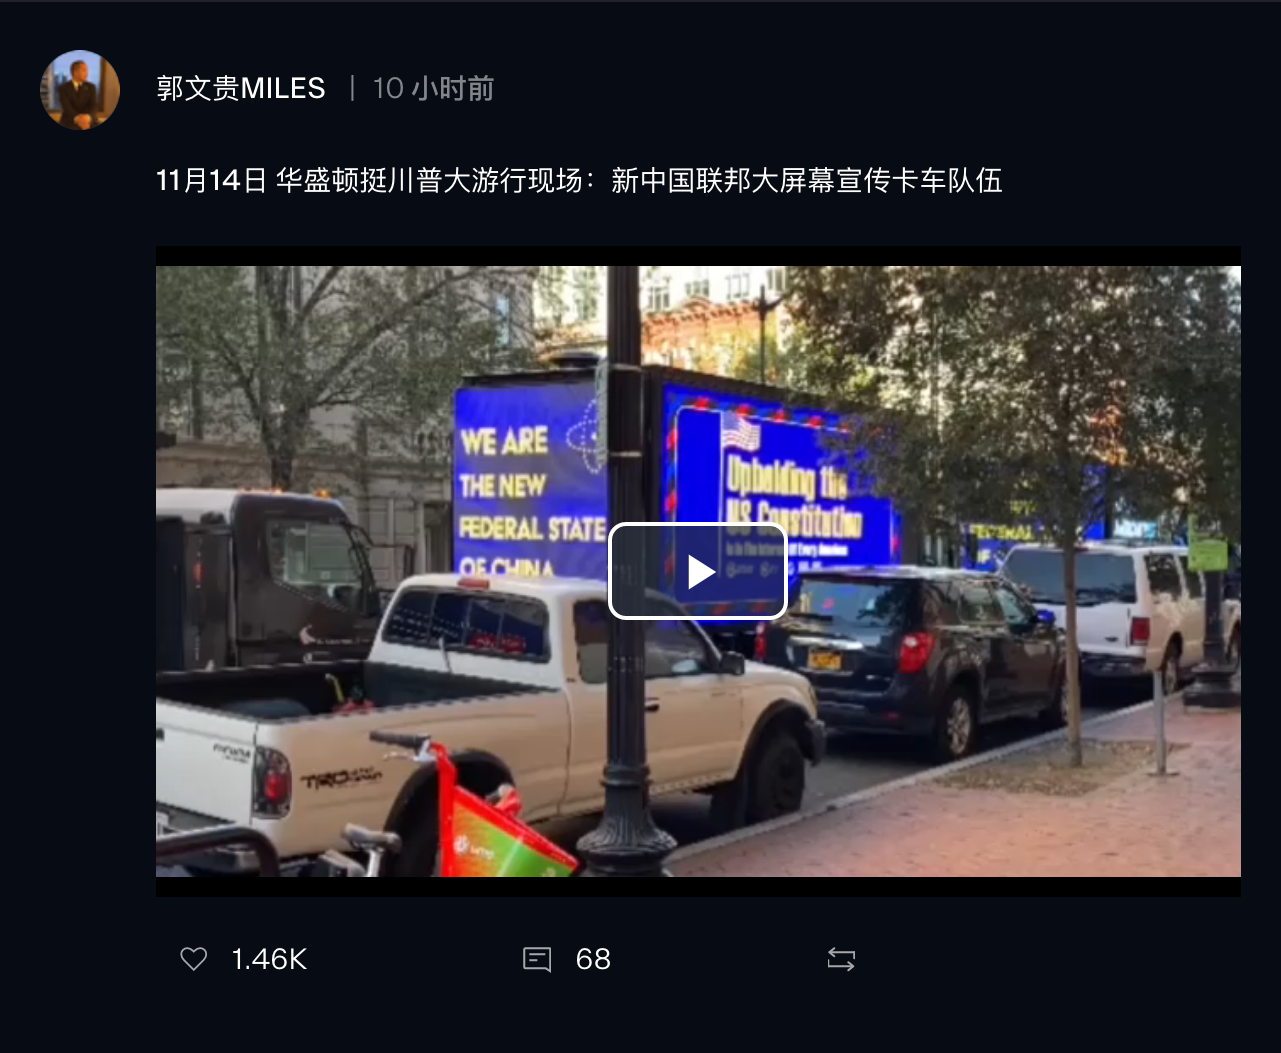 郭文贵MILES | 10 小时前
11月14日 华盛顿挺川普大游行现场：新中国联邦大屏幕宣传卡车队伍
WE ARE
THE NEW
FEDERAL STATE
OF CHINA
Upholding the
US Constitution
FEDERAL
TRD
1.46K 68